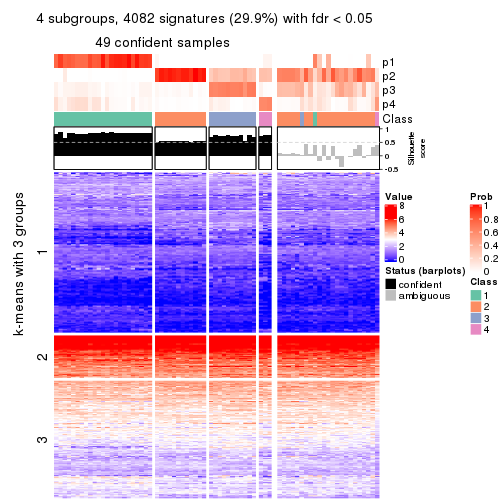 4 subgroups, 4082 signatures (29.9%) with fdr < 0.05
49 confident samples
p1
p2
p3
p4
Class
1
0.5
0
-0.5
Silhouette
score
k-means with 3 groups
1
2
3
Value
8
6
4
2
0
Prob
1
0.8
0.6
0.4
0.2
0
Status (barplots)
confident
ambiguous
Class
1
2
3
4